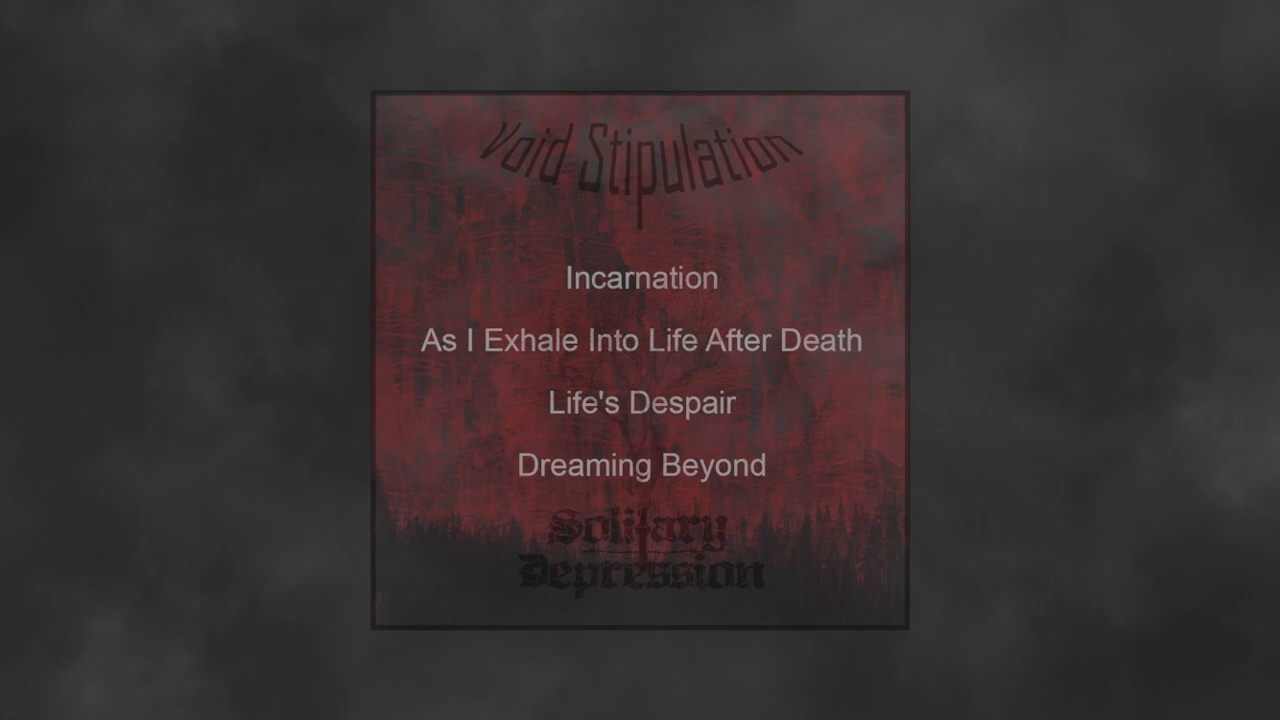 Void Stipulation
Incarnation
As I Exhale Into Life After Death
Life's Despair
Dreaming Beyond
Solitary
Depression